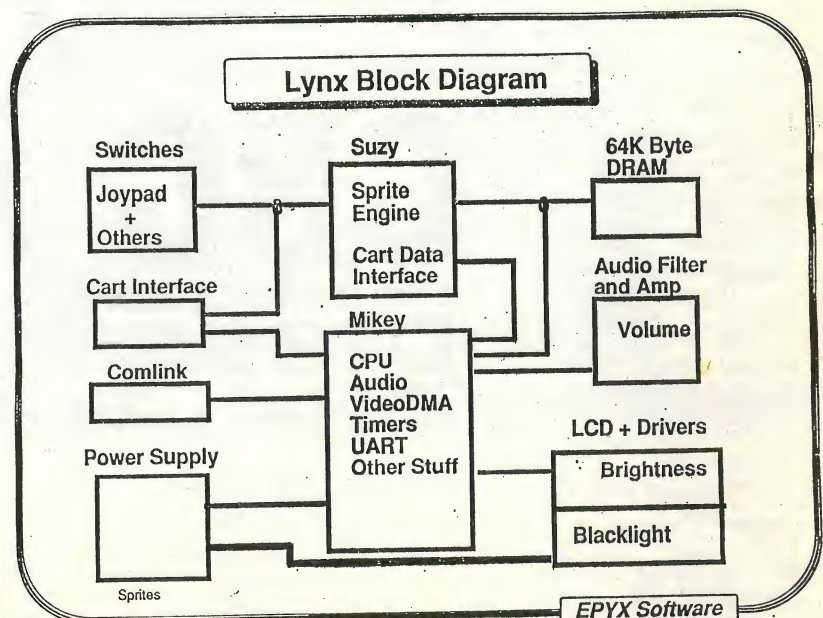 Lynx Block Diagram
Switches
Joypad
+
Others
Suzy
Sprite
Engine
Cart Data
Interface
64K Byte
DRAM
Cart Interface
Audio Filter
and Amp
Volume
Mikey
CPU
Audio
VideoDMA
Timers
UART
Other Stuff
Comlink
LCD + Drivers
Brightness
Blacklight
Power Supply
Sprites
EPYX Software